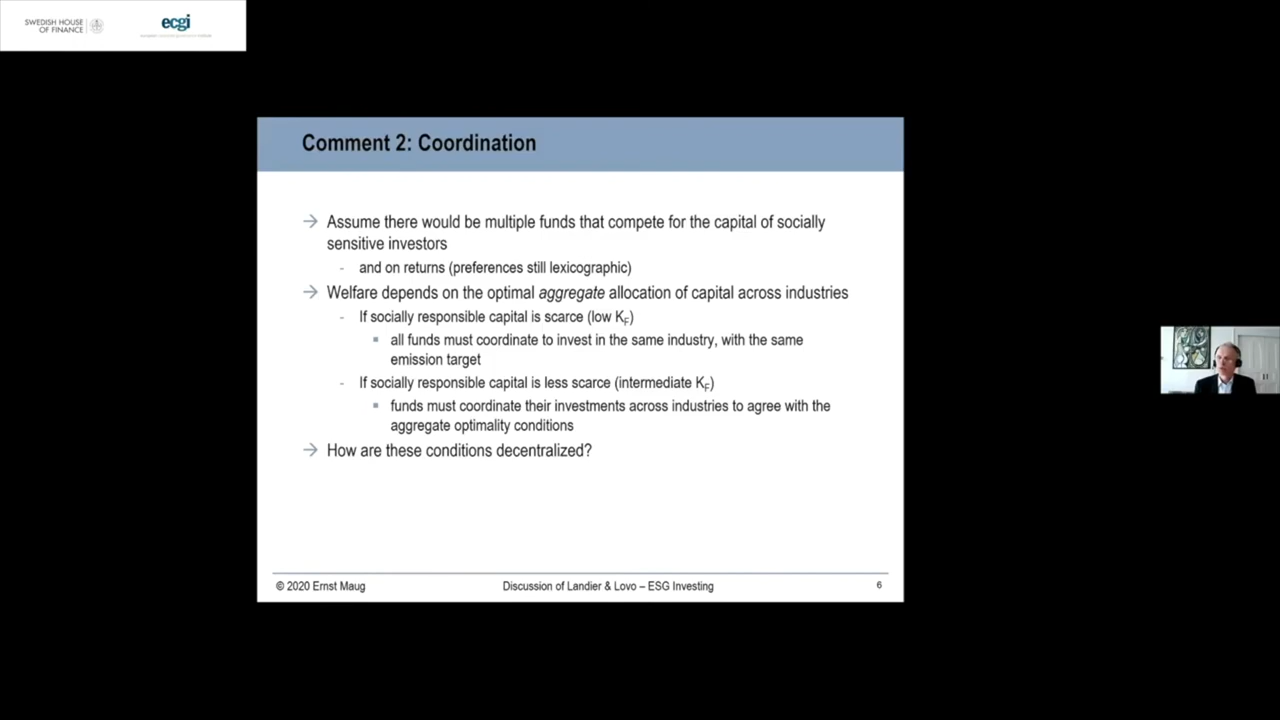 SWEDISH HOUSE
OF FINANCE
ecgi
Comment 2: Coordination
→ Assume there would be multiple funds that compete for the capital of socially
sensitive investors
- and on returns (preferences still lexicographic)
→ Welfare depends on the optimal aggregate allocation of capital across industries
- If socially responsible capital is scarce (low KF)
▪ all funds must coordinate to invest in the same industry, with the same
emission target
- If socially responsible capital is less scarce (intermediate KF)
▪ funds must coordinate their investments across industries to agree with the
aggregate optimality conditions
→ How are these conditions decentralized?
© 2020 Ernst Maug
Discussion of Landier & Lovo – ESG Investing
6